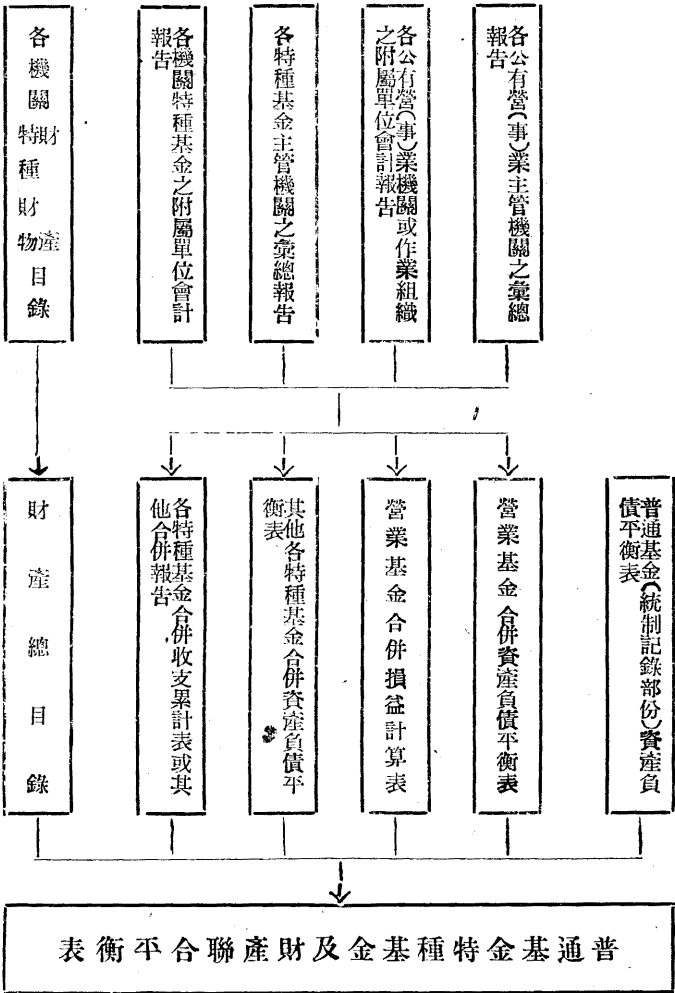 各公有營(事)業主管機關之彙總
報告
各公有營(事)業機關或作業組織
之附屬單位會計報告
各特種基金主管機關之彙總報告
各機關特種基金之附屬單位會計
報告
各機關
財產
特種財物
目錄
普通基金(統制記錄部份)資產負
債平衡表
營業基金合併資產負債平衡表
營業基金合併損益計算表
其他各特種基金合併資產負債平
衡表
各特種基金合併收支累計表或其
他合併報告
財產總目錄
普通基金特種基金及財產聯合平衡表